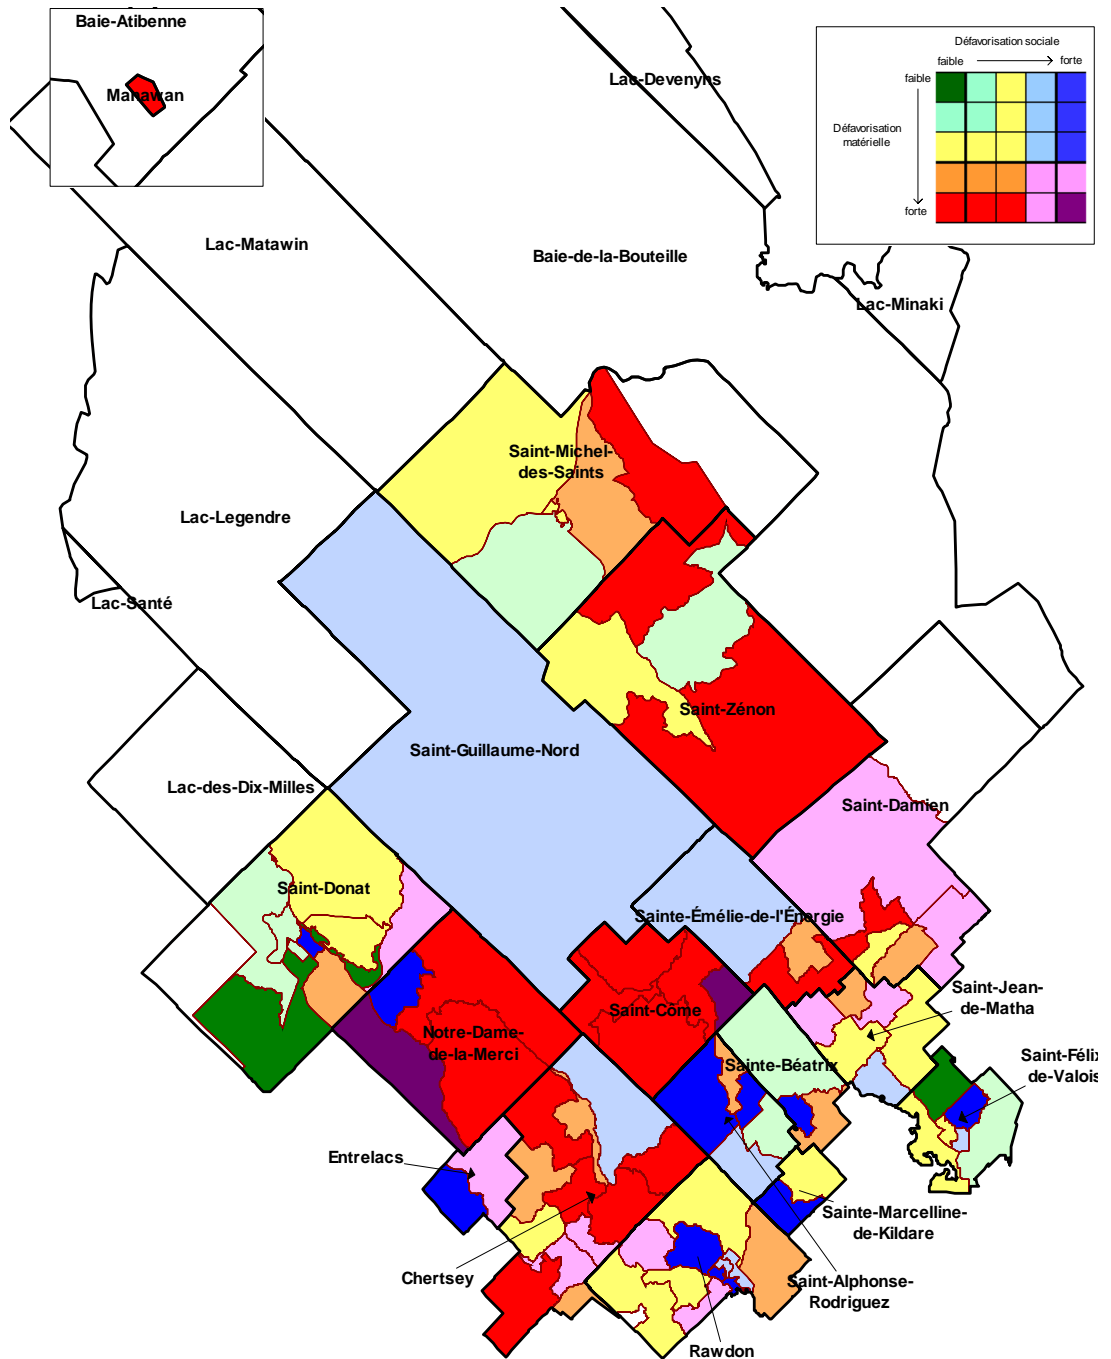 Baie-Atibenne
Manawan
Lac-Devenyns
Défavorisation sociale
faible
forte
faible
Défavorisation
matérielle
forte
Lac-Matawin
Baie-de-la-Bouteille
Lac-Minaki
Saint-Michel-
des-Saints
Lac-Legendre
Lac-Santé
Saint-Zénon
Saint-Guillaume-Nord
Lac-des-Dix-Milles
Saint-Damien
Saint-Donat
Sainte-Émélie-de-l'Énergie
Saint-Jean-
de-Matha
Saint-Côme
Notre-Dame-
de-la-Merci
Sainte-Béatrix
Saint-Félix
de-Valois
Entrelacs
Sainte-Marcelline-
de-Kildare
Chertsey
Saint-Alphonse-
Rodriguez
Rawdon